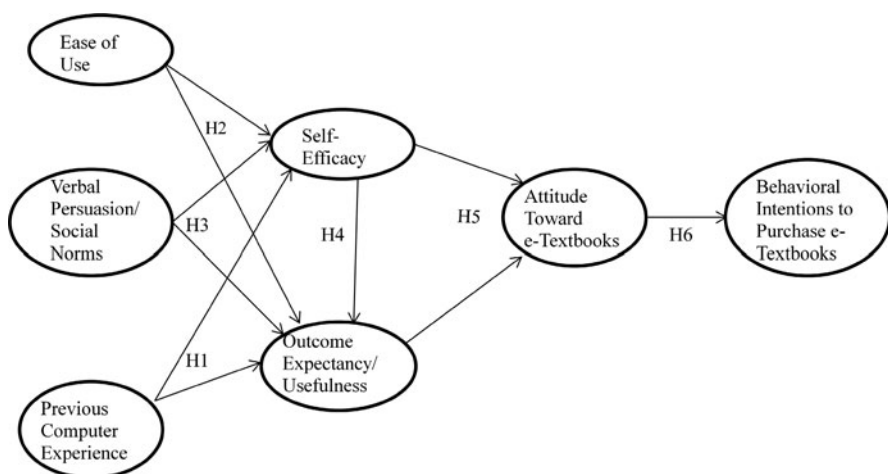 Ease of
Use
H2
Self-
Efficacy
Verbal
Persuasion/
Social
Norms
H3
H4
H5
Attitude
Toward
e-Textbooks
H6
Behavioral
Intentions to
Purchase e-
Textbooks
H1
Outcome
Expectancy/
Usefulness
Previous
Computer
Experience